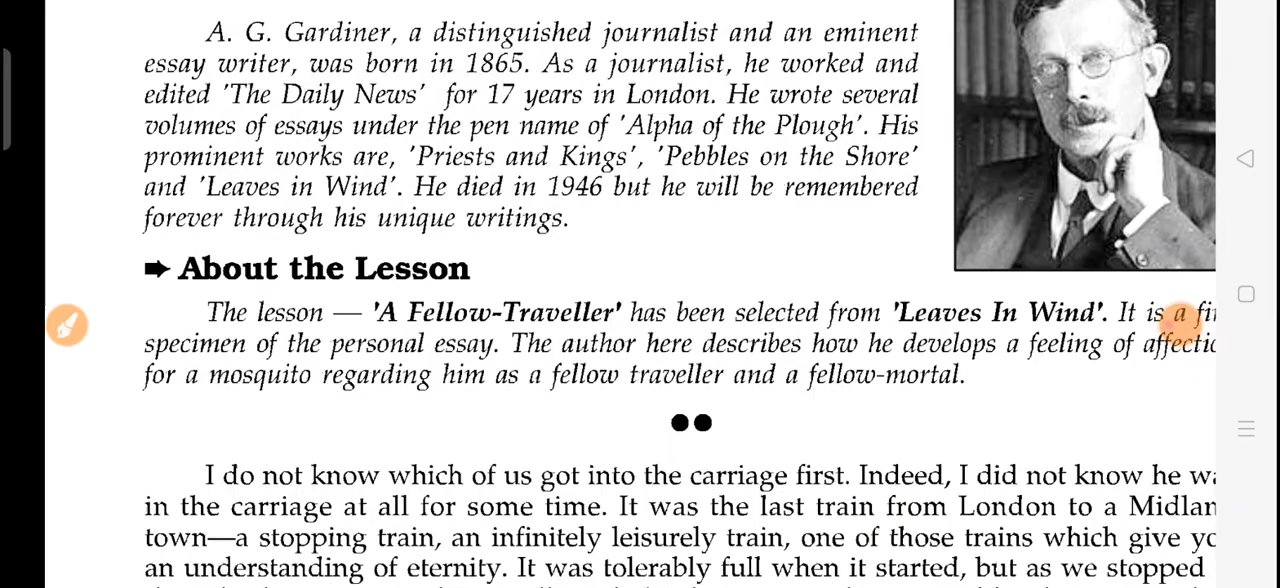 A. G. Gardiner, a distinguished journalist and an eminent
essay writer, was born in 1865. As a journalist, he worked and
edited 'The Daily News' for 17 years in London. He wrote several
volumes of essays under the pen name of 'Alpha of the Plough'. His
prominent works are, 'Priests and Kings', 'Pebbles on the Shore'
and 'Leaves in Wind'. He died in 1946 but he will be remembered
forever through his unique writings.
➡ About the Lesson
The lesson — 'A Fellow-Traveller' has been selected from 'Leaves In Wind'. It is a
specimen of the personal essay. The author here describes how he develops a feeling of
for a mosquito regarding him as a fellow traveller and a fellow-mortal.
I do not know which of us got into the carriage first. Indeed, I did not know he
in the carriage at all for some time. It was the last train from London to a
town—a stopping train, an infinitely leisurely train, one of those trains which give
an understanding of eternity. It was tolerably full when it started, but as we stopped